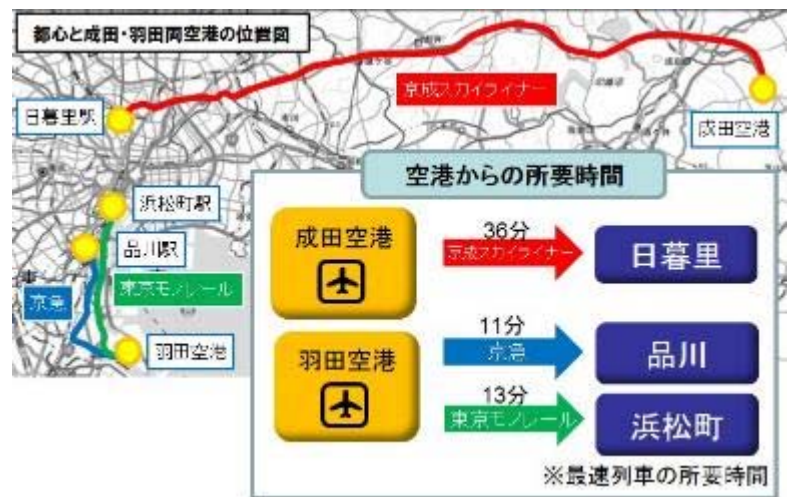 都心と成田・羽田両空港の位置図
京成スカイライナー
日暮里駅
成田空港
浜松町駅
品川駅
京急
東京モノレール
羽田空港
空港からの所要時間
成田空港
36分
京成スカイライナー
日暮里
羽田空港
11分
京急
品川
13分
東京モノレール
浜松町
※最速列車の所要時間